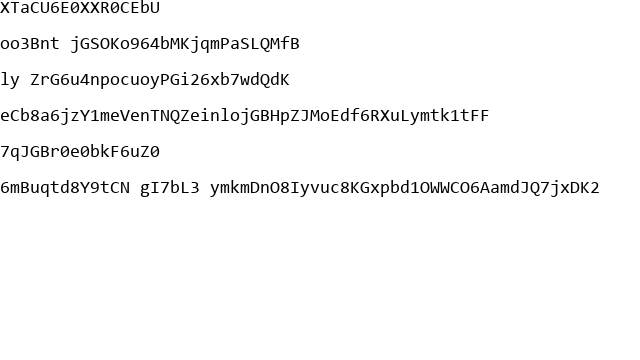 XTaCU6E0XXR0CEbU
oo3Bnt jGSOKo964bMKjqmPaSLQMfB
ly ZrG6u4npocuoyPGi26xb7wdQdK
eCb8a6jzY1meVenTNQZeinlojGBHpZJMoEdf6RXuLymtk1tFF
7qJGBr0e0bkF6uZ0
6mBuqtd8Y9tCN gI7bL3 ymkmDnO8Iyvuc8KGxpbd1OWWCO6AamdJQ7jxDK2